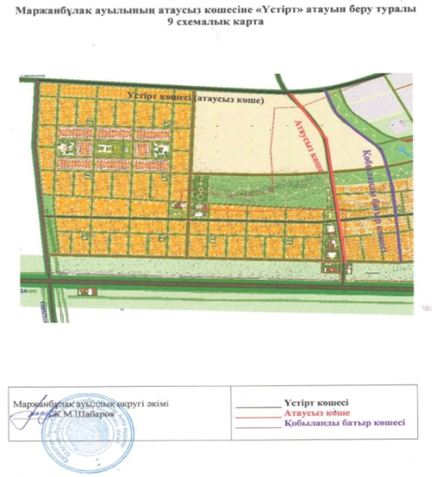 Маржанбұлақ ауылының атаусыз көшесіне «Үстірт» атауын беру туралы
9 схемалық карта
Үстірт көшесі (атаусыз көше)
Атаусыз көше
Қобыланды батыр көшесі
Маржанбұлақ ауылдық округі әкімі
Ж.М.Шабаров
Үстірт көшесі
Атаусыз көше
Қобыланды батыр көшесі